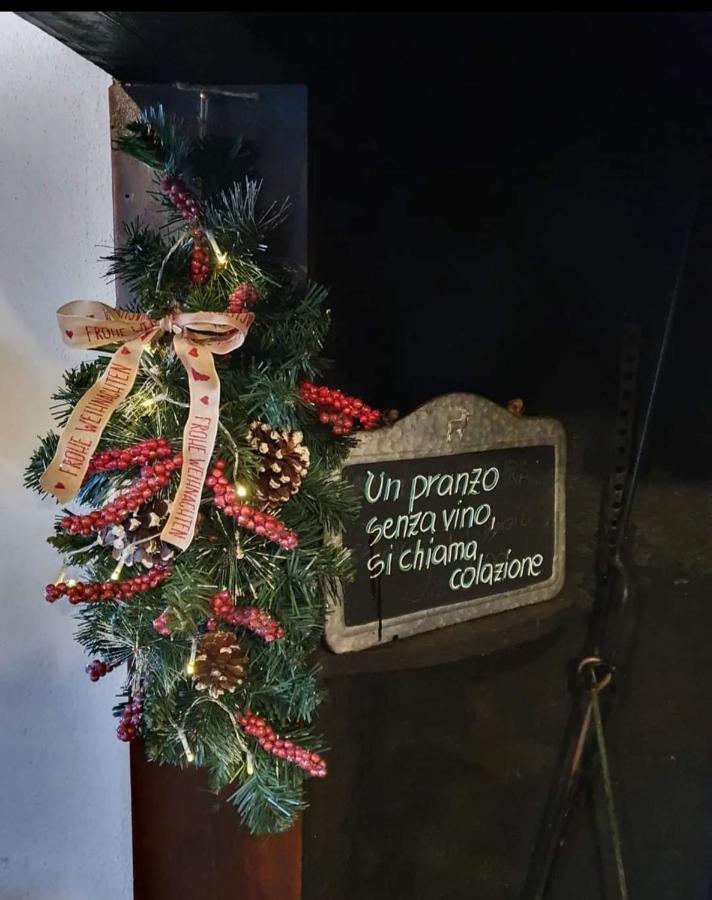 FROHE WEIHNACHTEN
FROHE WEIHNACHTEN
Un pranzo
senza vino,
si chiama
colazione